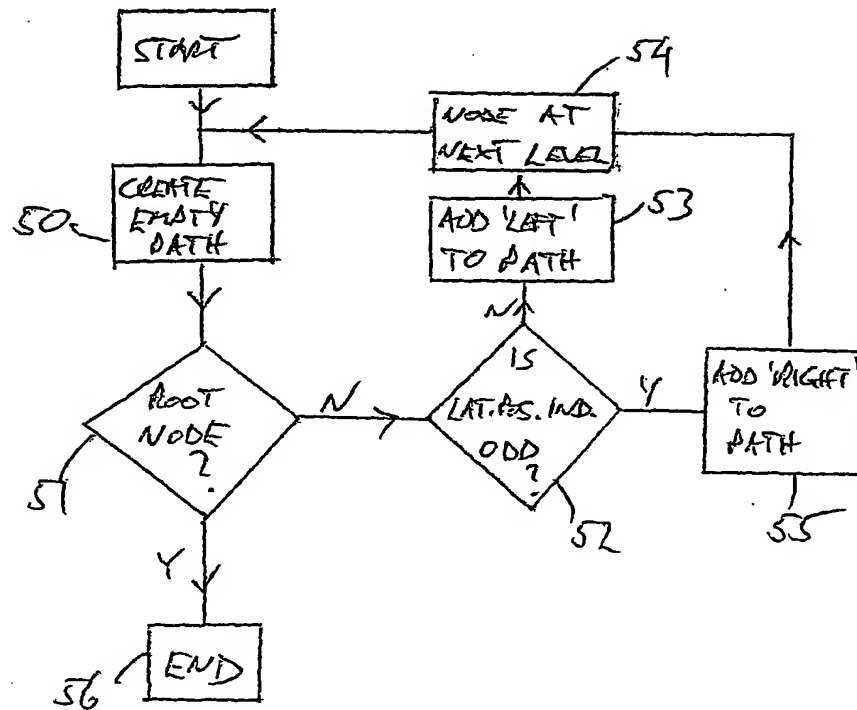 START
50
CREATE
EMPTY
PATH
51
ROOT
NODE
?
N
Y
56
END
54
NODE AT
NEXT LEVEL
53
ADD 'LEFT'
TO PATH
N
IS
LAT.POS.IND.
ODD
?
52
Y
ADD 'RIGHT'
TO
PATH
55